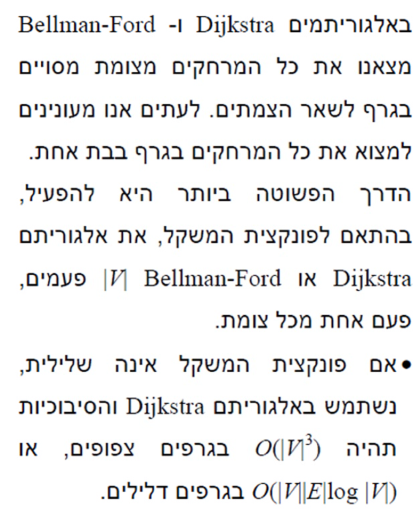 באלגוריתמים Dijkstra ו- Bellman-Ford
מצאנו את כל המרחקים מצומת מסויים
בגרף לשאר הצמתים. לעתים אנו מעונינים
למצוא את כל המרחקים בגרף בבת אחת.
הדרך הפשוטה ביותר היא להפעיל,
בהתאם לפונקצית המשקל, את אלגוריתם
Dijkstra או Bellman-Ford |V| פעמים,
פעם אחת מכל צומת.
• אם פונקצית המשקל אינה שלילית,
נשתמש באלגוריתם Dijkstra והסיבוכיות
תהיה O(|V|³) בגרפים צפופים, או
O(|V||E|log |V|) בגרפים דלילים.